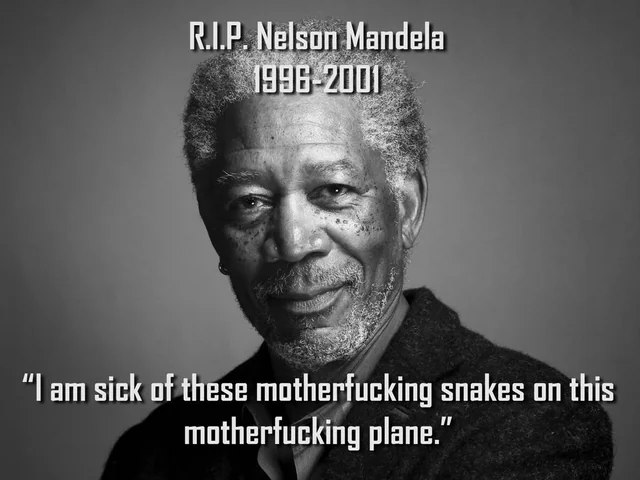 R.I.P. Nelson Mandela
1996-2001
“I am sick of these motherfucking snakes on this
motherfucking plane.”